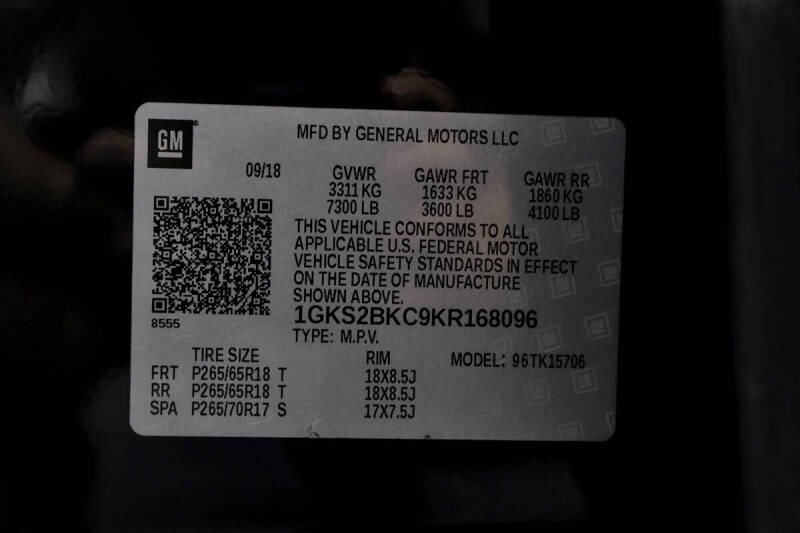 GM
MFD BY GENERAL MOTORS LLC
09/18 GVWR GAWR FRT GAWR RR
3311 KG 1633 KG 1860 KG
7300 LB 3600 LB 4100 LB
THIS VEHICLE CONFORMS TO ALL
APPLICABLE U.S. FEDERAL MOTOR
VEHICLE SAFETY STANDARDS IN EFFECT
ON THE DATE OF MANUFACTURE
SHOWN ABOVE.
8555
1GKS2BKC9KR168096
TYPE: M.P.V.
TIRE SIZE RIM MODEL: 96TK15706
FRT P265/65R18 T 18X8.5J
RR P265/65R18 T 18X8.5J
SPA P265/70R17 S 17X7.5J